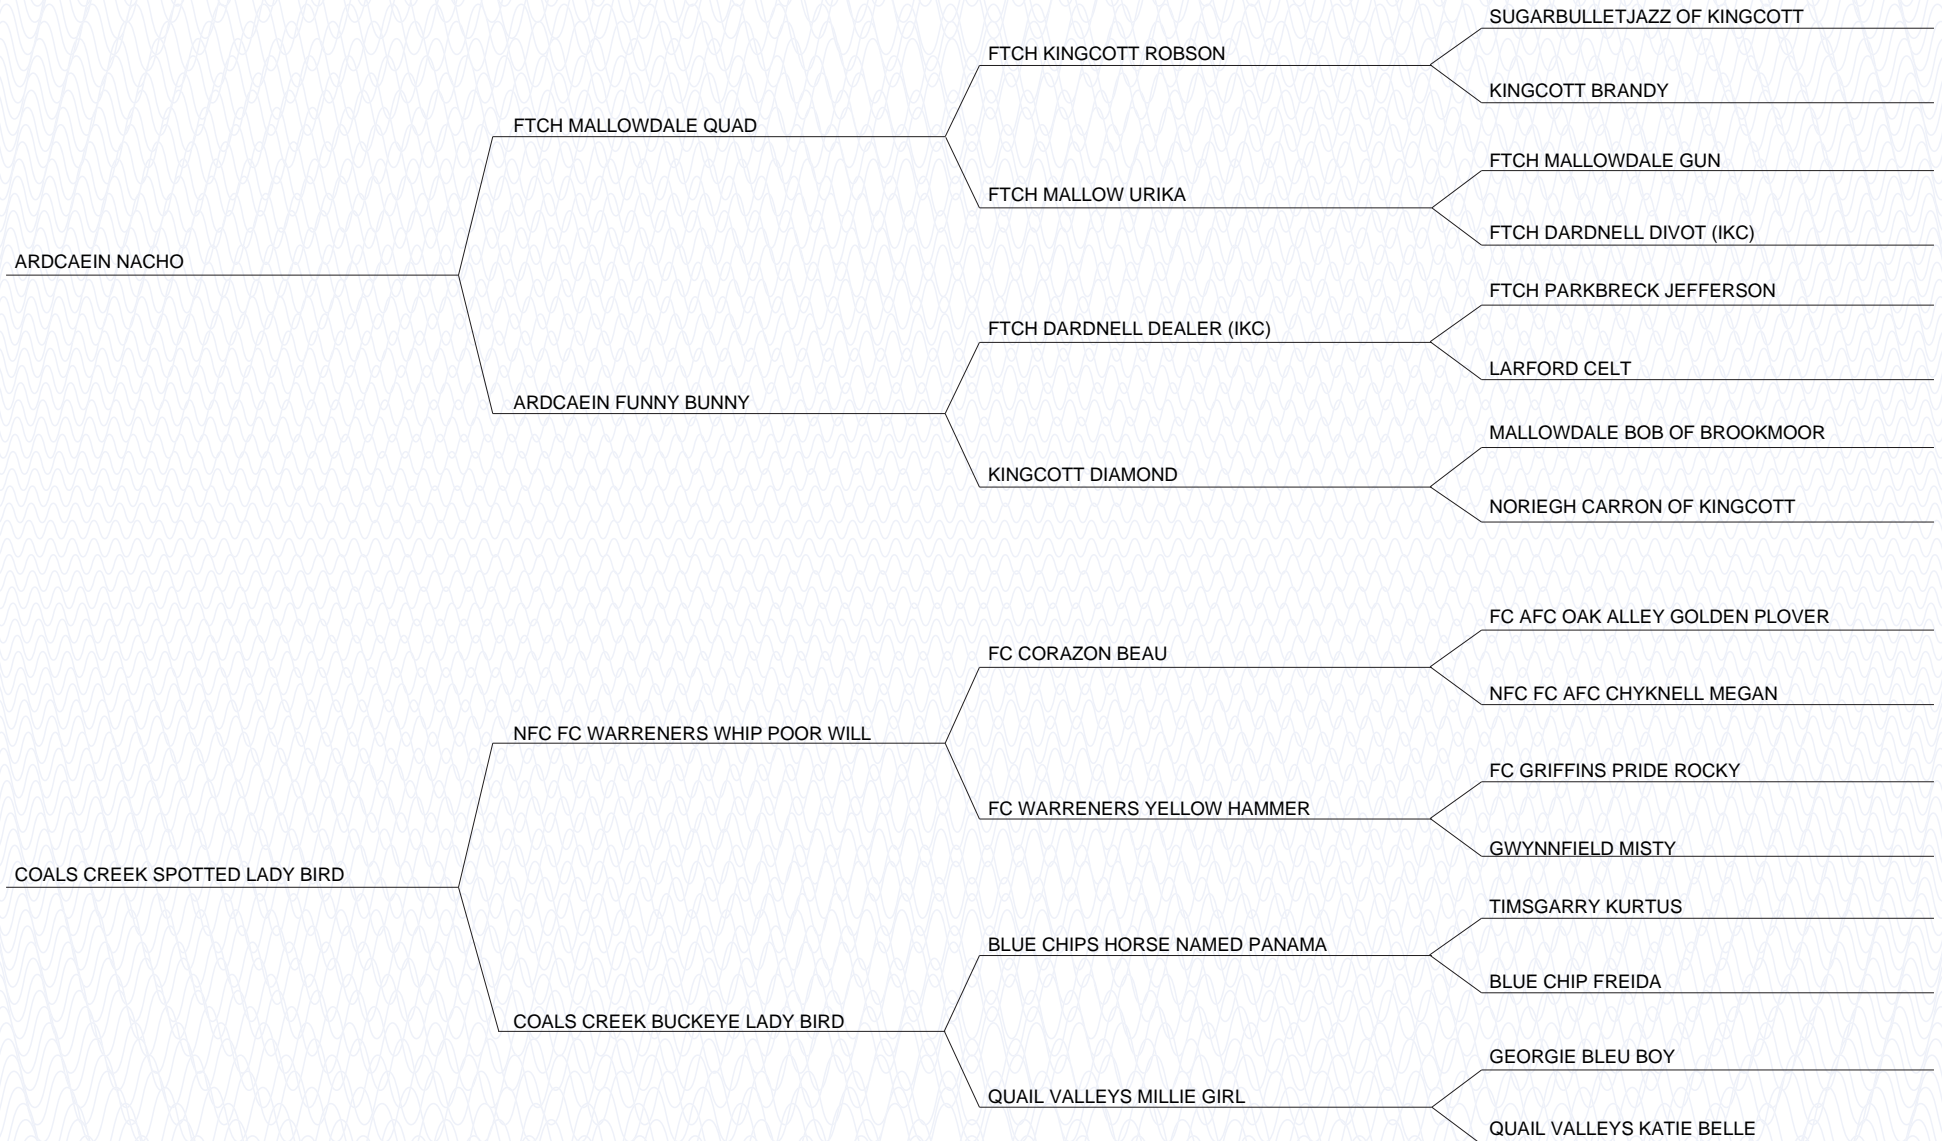 SUGARBULLETJAZZ OF KINGCOTT
FTCH KINGCOTT ROBSON
KINGCOTT BRANDY
FTCH MALLOWDALE QUAD
FTCH MALLOWDALE GUN
FTCH MALLOW URIKA
FTCH DARDNELL DIVOT (IKC)
ARDCAEIN NACHO
FTCH PARKBRECK JEFFERSON
FTCH DARDNELL DEALER (IKC)
LARFORD CELT
ARDCAEIN FUNNY BUNNY
MALLOWDALE BOB OF BROOKMOOR
KINGCOTT DIAMOND
NORIEGH CARRON OF KINGCOTT
FC AFC OAK ALLEY GOLDEN PLOVER
FC CORAZON BEAU
NFC FC AFC CHYKNELL MEGAN
NFC FC WARRENERS WHIP POOR WILL
FC GRIFFINS PRIDE ROCKY
FC WARRENERS YELLOW HAMMER
GWYNNFIELD MISTY
COALS CREEK SPOTTED LADY BIRD
TIMSGARRY KURTUS
BLUE CHIPS HORSE NAMED PANAMA
BLUE CHIP FREIDA
COALS CREEK BUCKEYE LADY BIRD
GEORGIE BLEU BOY
QUAIL VALLEYS MILLIE GIRL
QUAIL VALLEYS KATIE BELLE